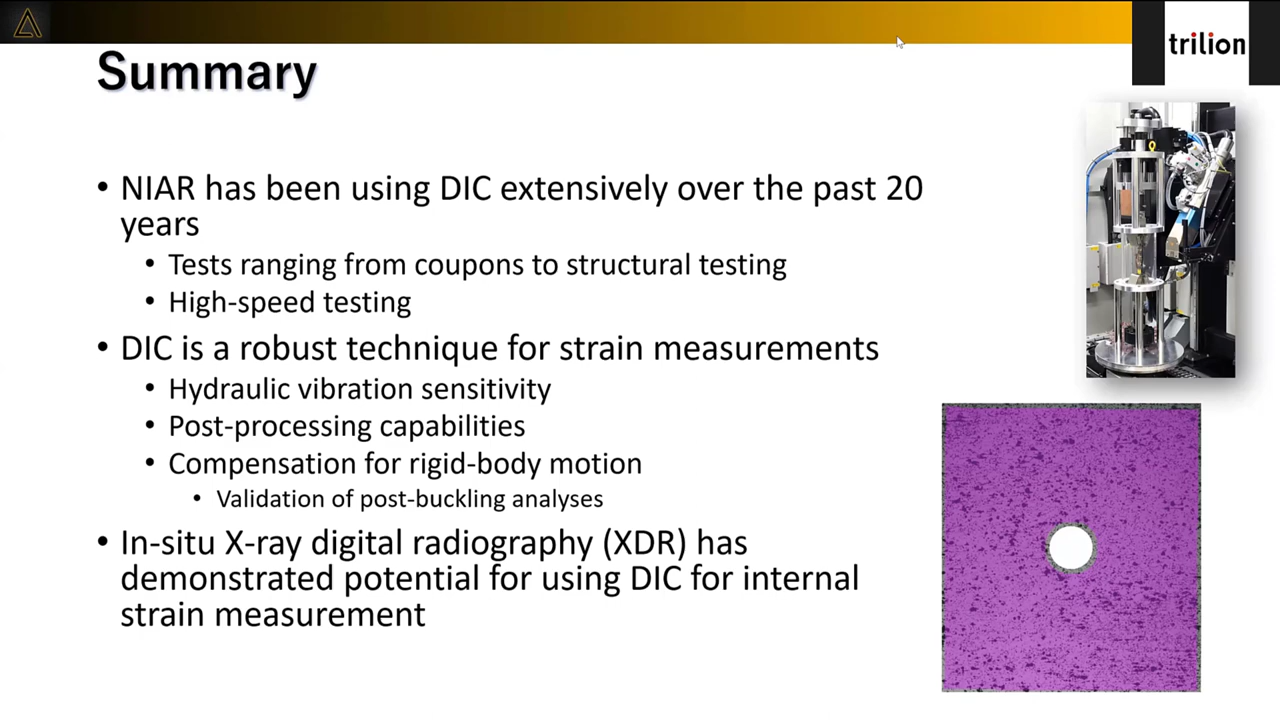 trilion
Summary
• NIAR has been using DIC extensively over the past 20
years
• Tests ranging from coupons to structural testing
• High-speed testing
• DIC is a robust technique for strain measurements
• Hydraulic vibration sensitivity
• Post-processing capabilities
• Compensation for rigid-body motion
• Validation of post-buckling analyses
• In-situ X-ray digital radiography (XDR) has
demonstrated potential for using DIC for internal
strain measurement